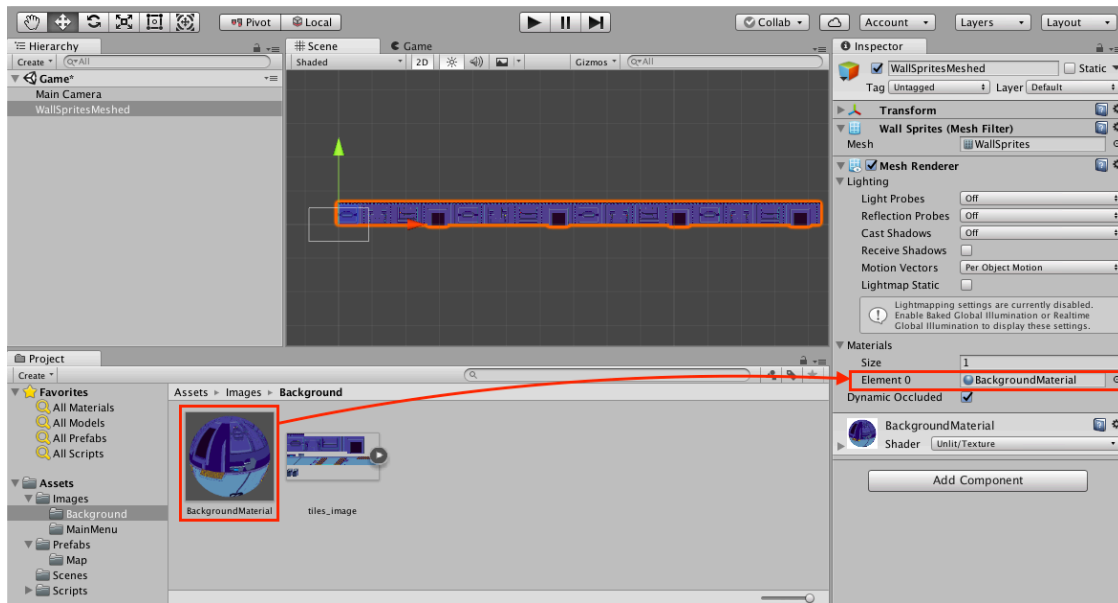 Pivot Local Collab Account Layers Layout
Hierarchy
Create All
Game*
Main Camera
WallSpritesMeshed
Scene Game
Shaded 2D Gizmos All
Inspector
WallSpritesMeshed Static
Tag Untagged Layer Default
Transform
Wall Sprites (Mesh Filter)
Mesh WallSprites
Mesh Renderer
Lighting
Light Probes Off
Reflection Probes Off
Cast Shadows Off
Receive Shadows
Motion Vectors Per Object Motion
Lightmap Static
Lightmapping settings are currently disabled.
Enable Baked Global Illumination or Realtime
Global Illumination to display these settings.
Materials
Size 1
Element 0 BackgroundMaterial
Dynamic Occluded
BackgroundMaterial
Shader Unlit/Texture
Add Component
Project
Create
Favorites
All Materials
All Models
All Prefabs
All Scripts
Assets
Images
Background
MainMenu
Prefabs
Map
Scenes
Scripts
Assets Images Background
BackgroundMaterial tiles_image